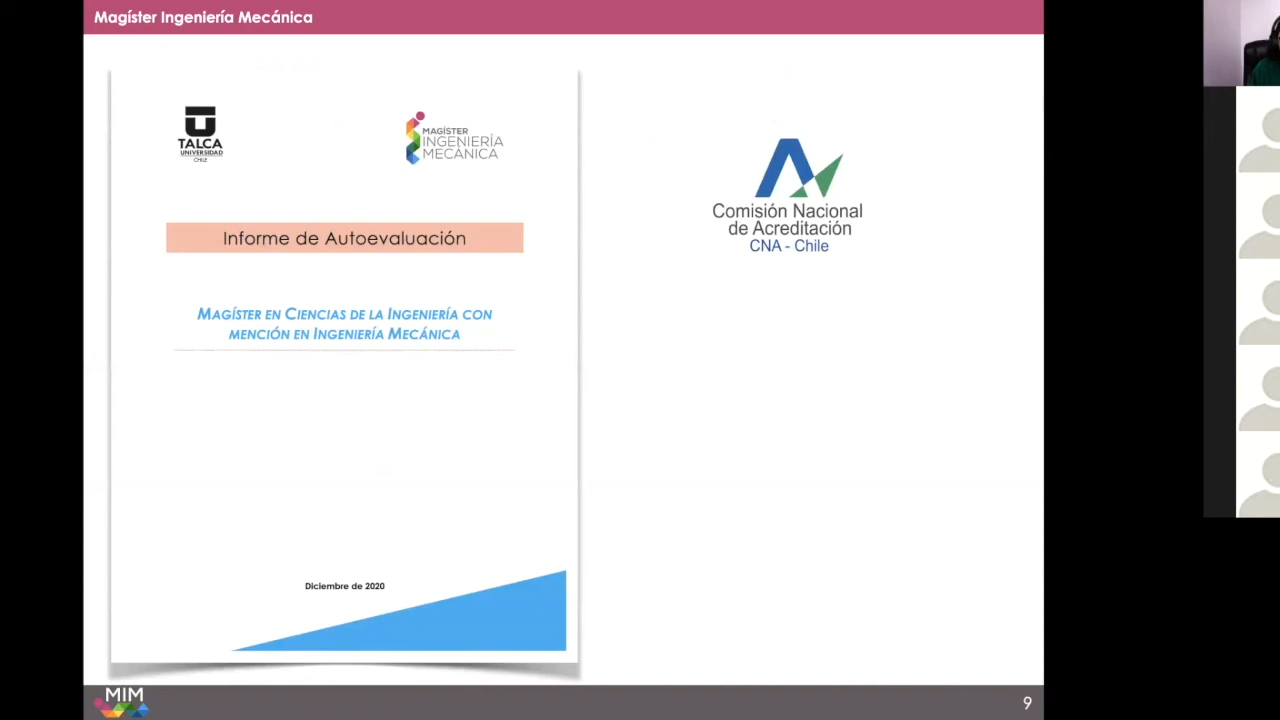 Magíster Ingeniería Mecánica
TALCA
UNIVERSIDAD
CHILE
MAGÍSTER
INGENIERÍA
MECÁNICA
Informe de Autoevaluación
MAGÍSTER EN CIENCIAS DE LA INGENIERÍA CON
MENCIÓN EN INGENIERÍA MECÁNICA
Diciembre de 2020
Comisión Nacional
de Acreditación
CNA - Chile
MIM
9